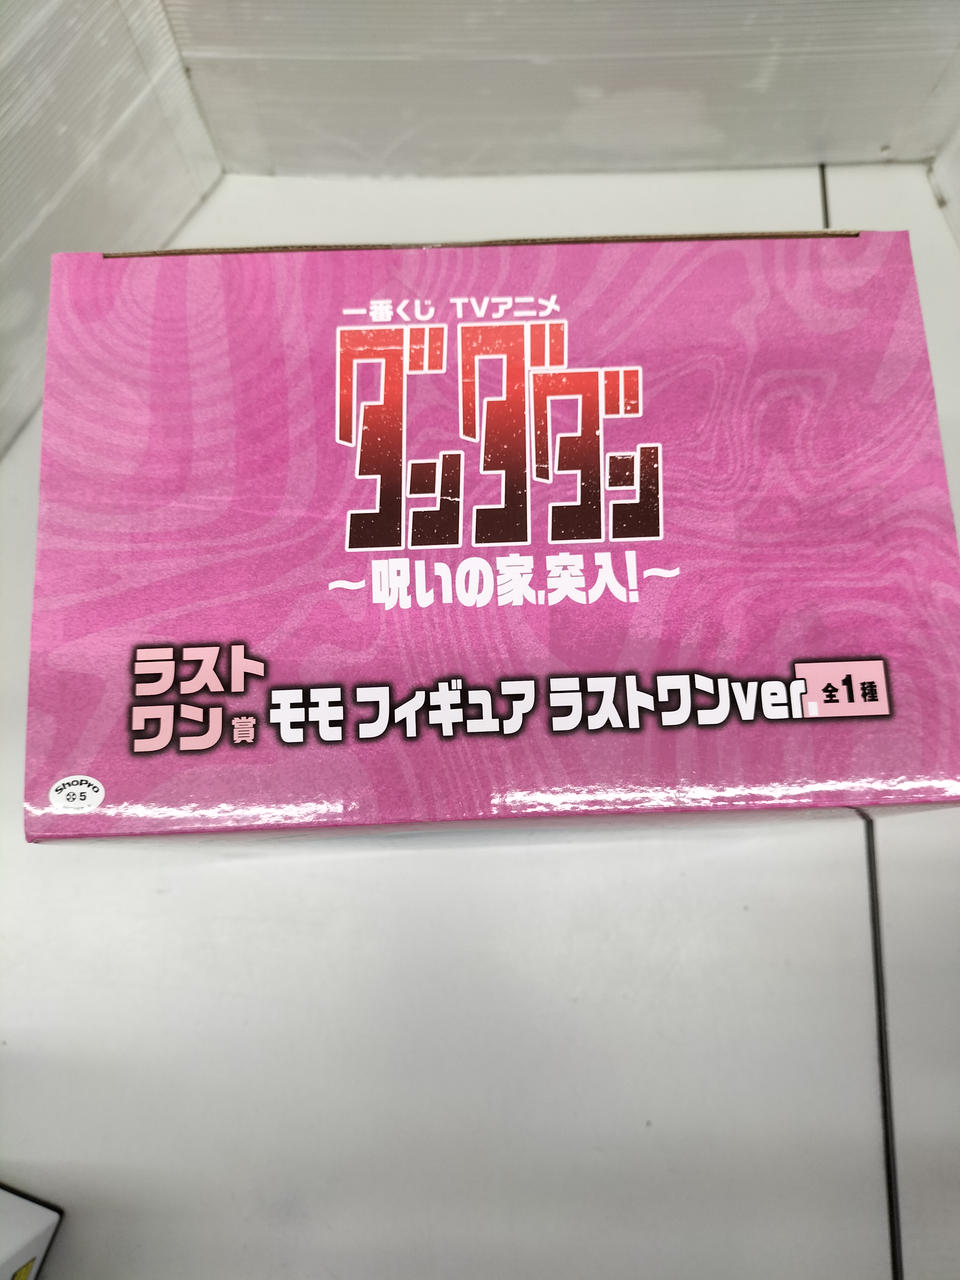 一番くじ TVアニメ
ダンダダン
～呪いの家、突入!～
ラスト
ワン賞 モモ フィギュア ラストワンver. 全1種
ShoPro
5